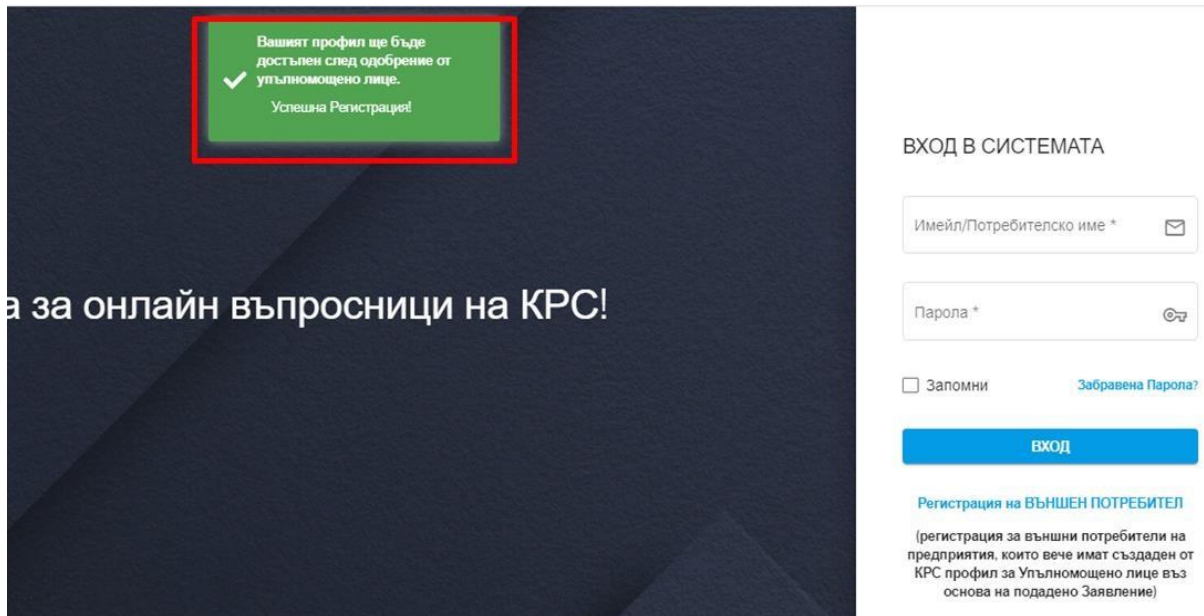 Вашият профил ще бъде
достъпен след одобрение от
упълномощено лице.
Успешна Регистрация!
а за онлайн въпросници на КРС!
ВХОД В СИСТЕМАТА
Имейл/Потребителско име *
Парола *
Запомни
Забравена Парола?
ВХОД
Регистрация на ВЪНШЕН ПОТРЕБИТЕЛ
(регистрация за външни потребители на
предприятия, които вече имат създаден от
КРС профил за Упълномощено лице въз
основа на подадено Заявление)